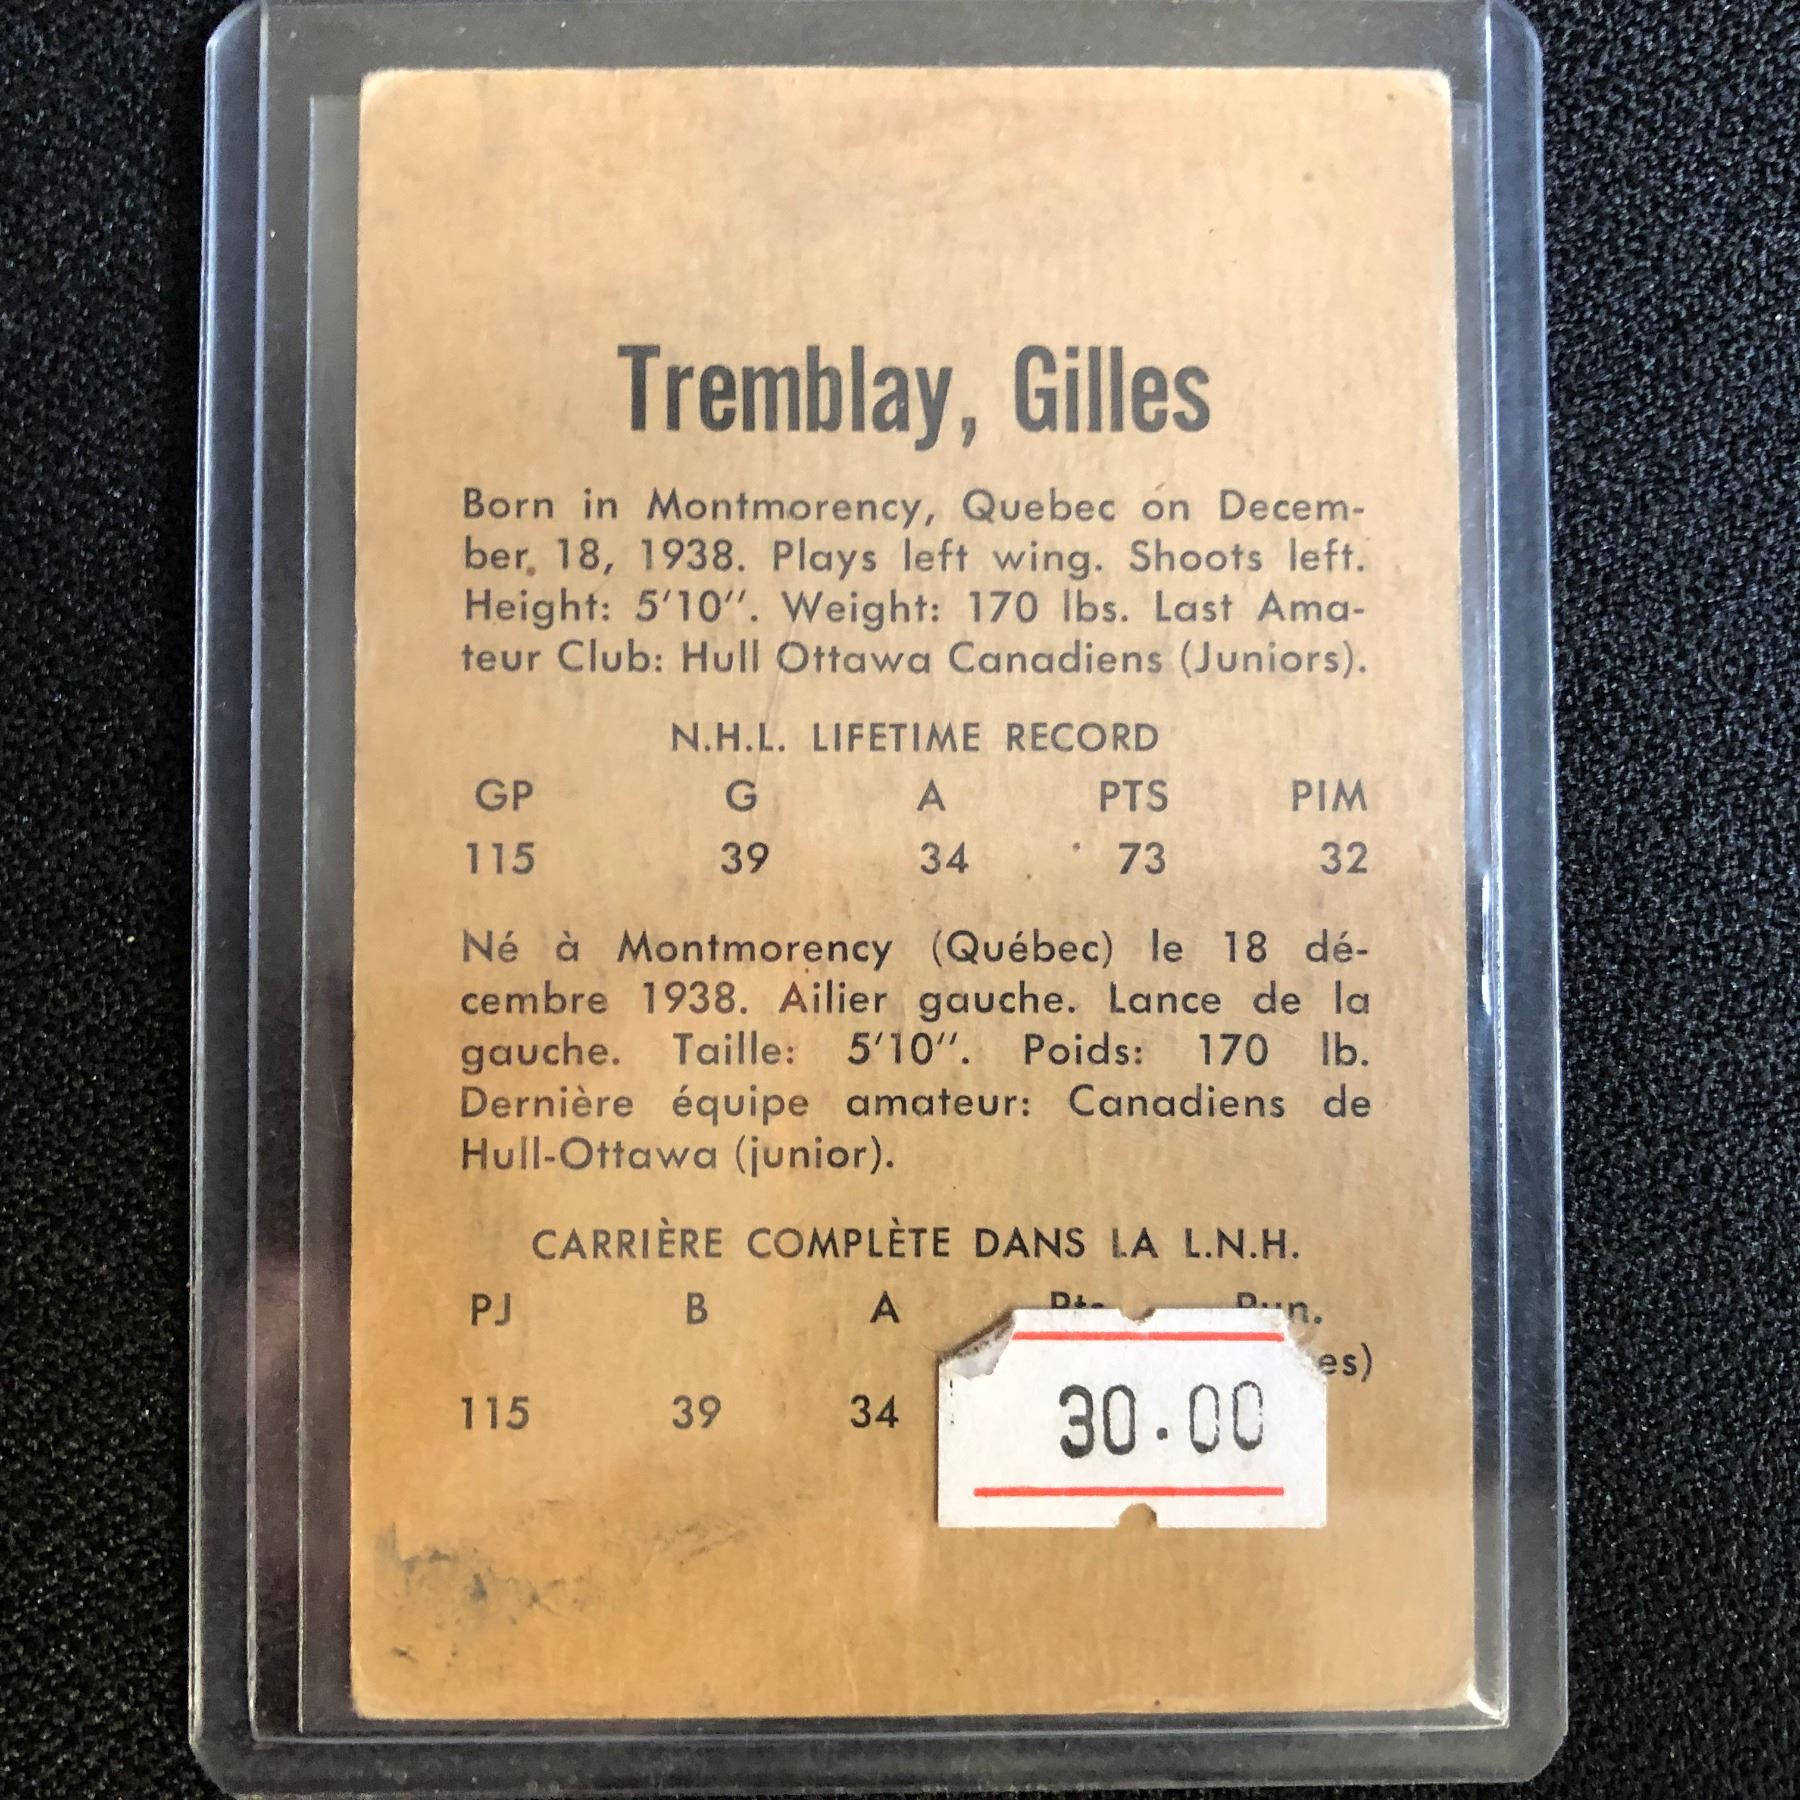 Tremblay, Gilles
Born in Montmorency, Quebec on Decem-
ber, 18, 1938. Plays left wing. Shoots left.
Height: 5'10". Weight: 170 lbs. Last Ama-
teur Club: Hull Ottawa Canadiens (Juniors).
N.H.L. LIFETIME RECORD
GP G A PTS PIM
115 39 34 73 32
Né à Montmorency (Québec) le 18 dé-
cembre 1938. Ailier gauche. Lance de la
gauche. Taille: 5'10". Poids: 170 lb.
Dernière équipe amateur: Canadiens de
Hull-Ottawa (junior).
CARRIÈRE COMPLÈTE DANS LA L.N.H.
PJ B A Pts Pun.
es)
115 39 34
30.00